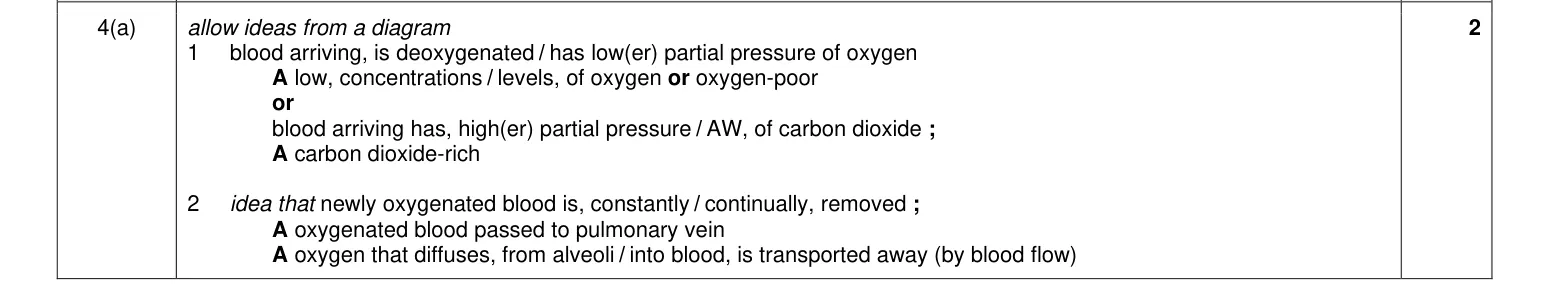 4(a) allow ideas from a diagram 2
1 blood arriving, is deoxygenated / has low(er) partial pressure of oxygen
A low, concentrations / levels, of oxygen or oxygen-poor
or
blood arriving has, high(er) partial pressure / AW, of carbon dioxide ;
A carbon dioxide-rich
2 idea that newly oxygenated blood is, constantly / continually, removed ;
A oxygenated blood passed to pulmonary vein
A oxygen that diffuses, from alveoli / into blood, is transported away (by blood flow)